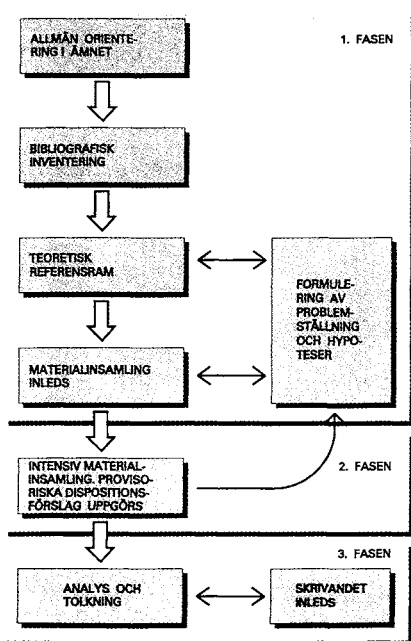 ALLMÄN ORIENTE-
RING I ÄMNET
1. FASEN
BIBLIOGRAFISK
INVENTERING
TEORETISK
REFERENSRAM
FORMULE-
RING AV
PROBLEM-
STÄLLNING
OCH HYPO-
TESER
MATERIALINSAMLING
INLEDS
INTENSIV MATERIAL-
INSAMLING. PROVISO-
RISKA DISPOSITIONS-
FÖRSLAG UPPGÖRS
2. FASEN
3. FASEN
ANALYS OCH
TOLKNING
SKRIVANDET
INLEDS